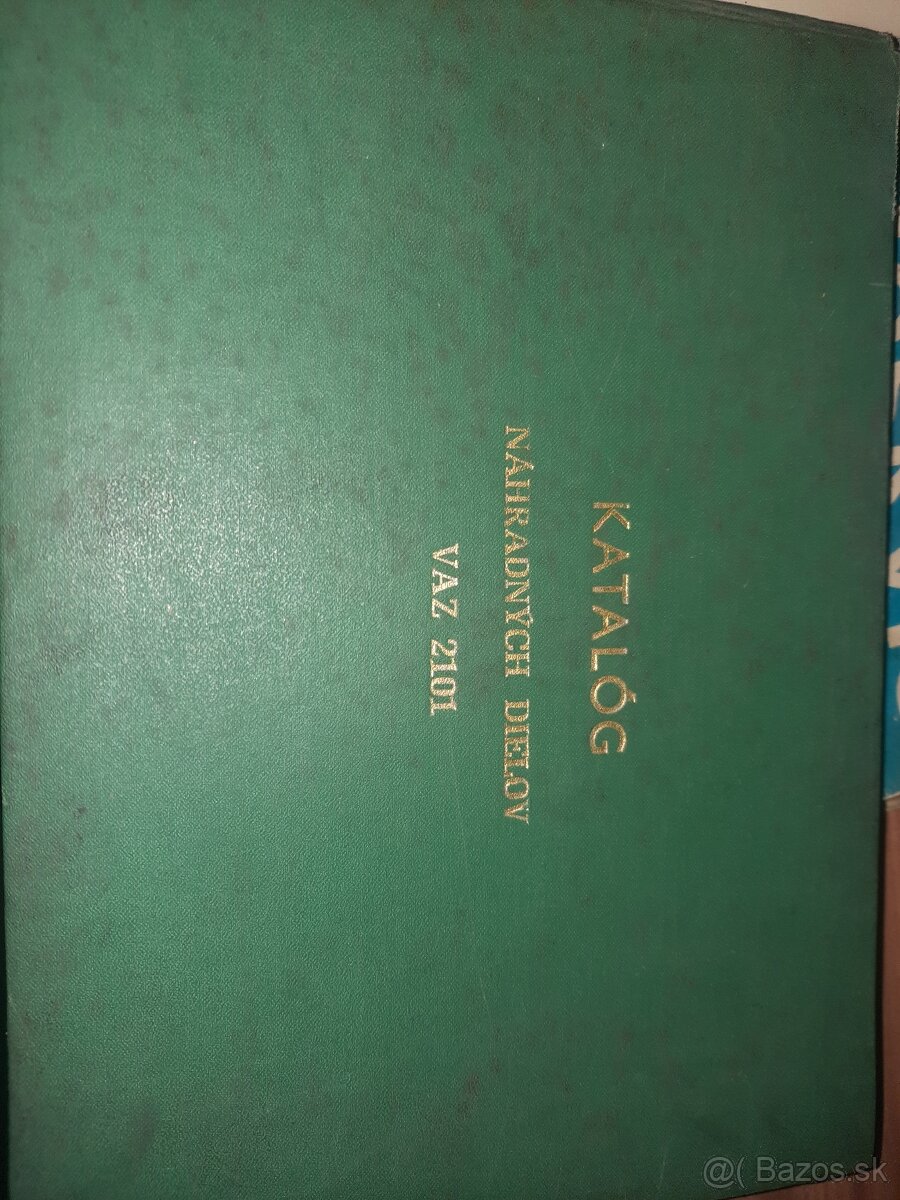 KATALÓG
NÁHRADNÝCH DIELOV
VAZ 2101
@( Bazos.sk